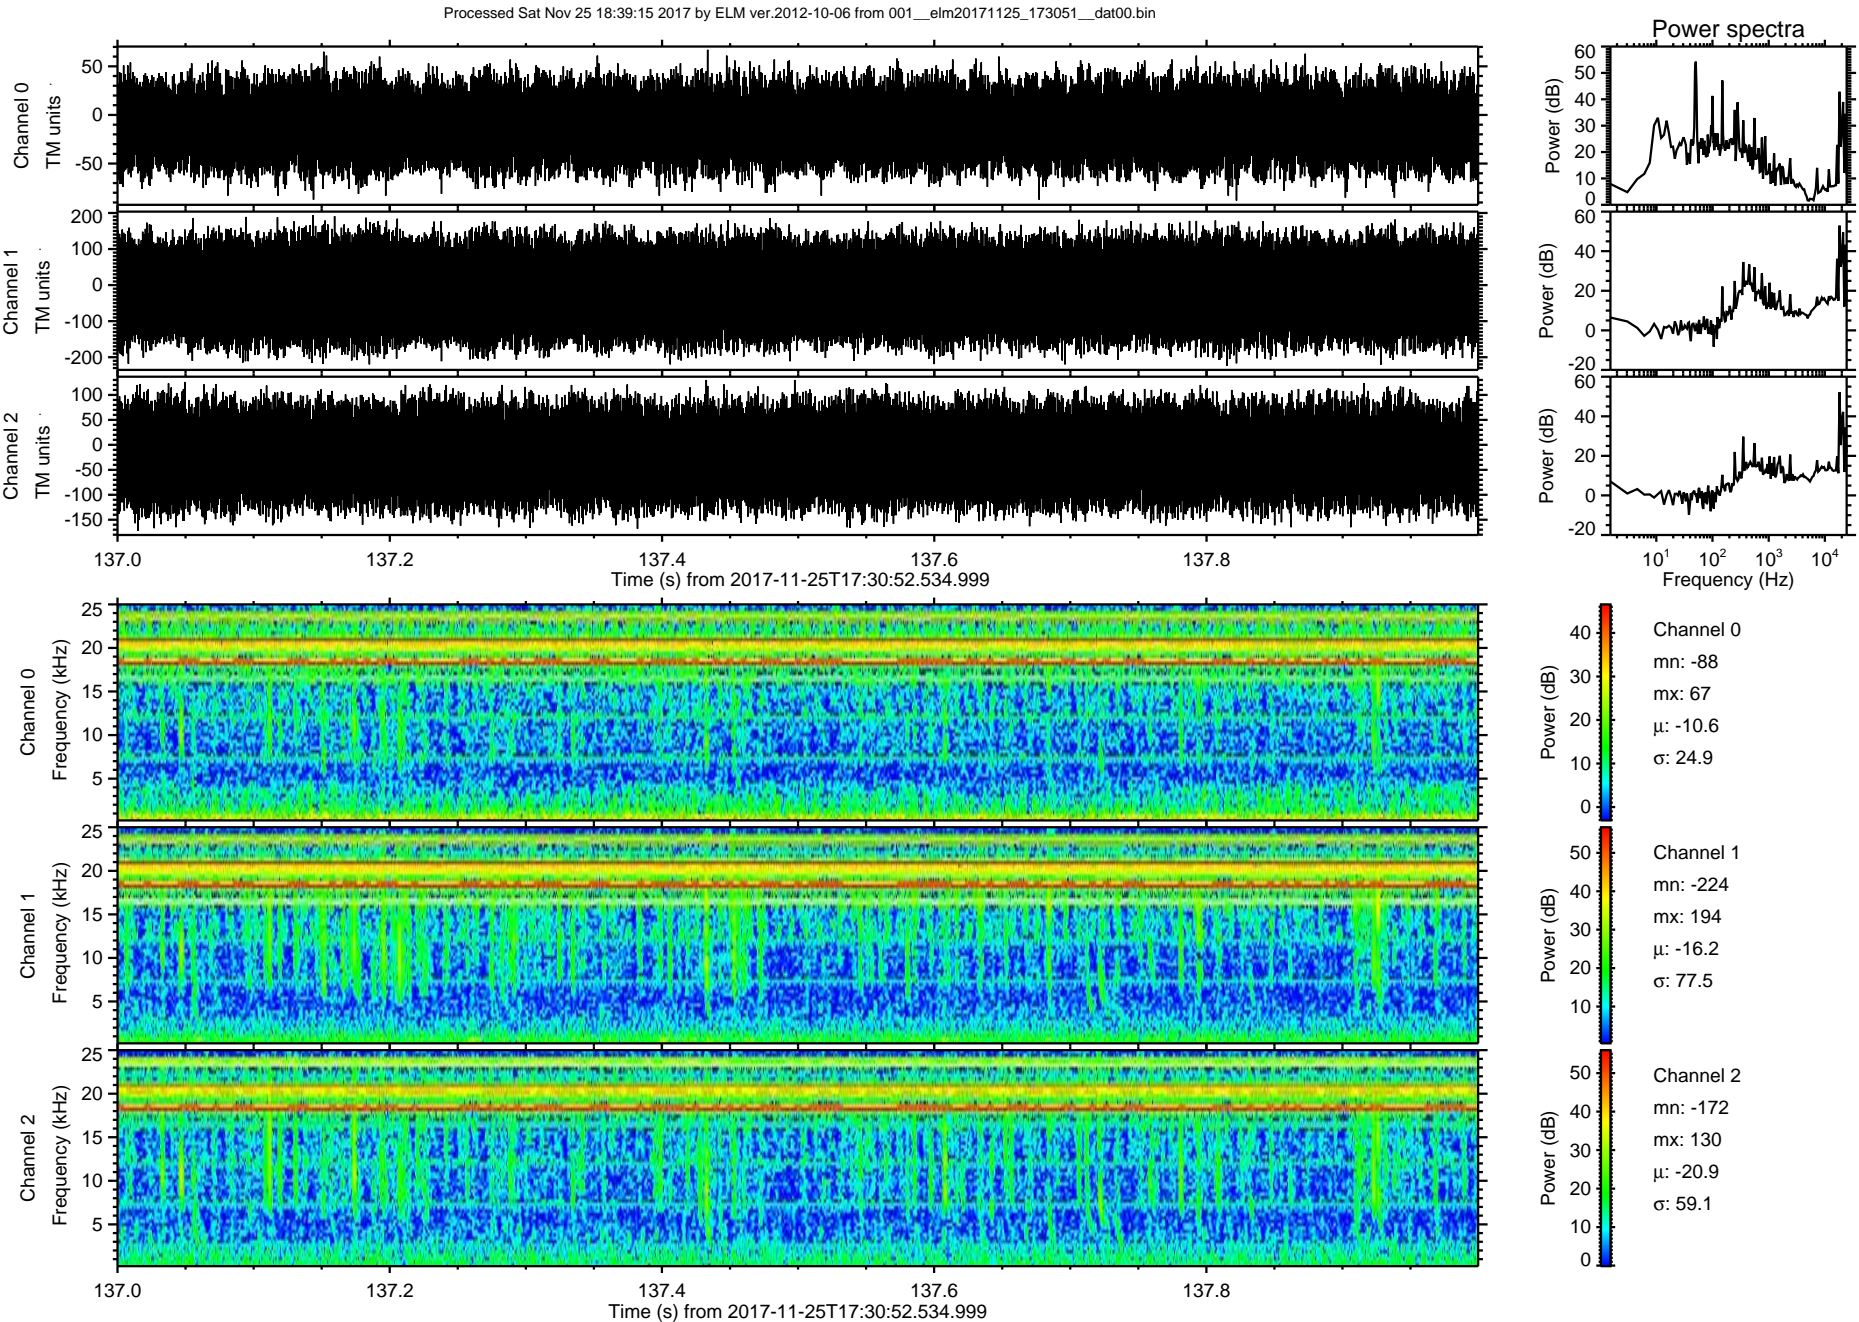 Processed Sat Nov 25 18:39:15 2017 by ELM ver.2012-10-06 from 001__elm20171125_173051__dat00.bin
Power spectra
Channel 0
TM units
50
0
-50
Power (dB)
60
50
40
30
20
10
0
Channel 1
TM units
200
100
0
-100
-200
Power (dB)
60
40
20
0
-20
Channel 2
TM units
100
50
0
-50
-100
-150
Power (dB)
60
40
20
0
-20
137.0 137.2 137.4 137.6 137.8
Time (s) from 2017-11-25T17:30:52.534.999
10^1 10^2 10^3 10^4
Frequency (Hz)
Channel 0
Frequency (kHz)
25
20
15
10
5
Power (dB)
40
30
20
10
0
Channel 0
mn: -88
mx: 67
μ: -10.6
σ: 24.9
Channel 1
Frequency (kHz)
25
20
15
10
5
Power (dB)
50
40
30
20
10
Channel 1
mn: -224
mx: 194
μ: -16.2
σ: 77.5
Channel 2
Frequency (kHz)
25
20
15
10
5
Power (dB)
50
40
30
20
10
0
Channel 2
mn: -172
mx: 130
μ: -20.9
σ: 59.1
137.0 137.2 137.4 137.6 137.8
Time (s) from 2017-11-25T17:30:52.534.999